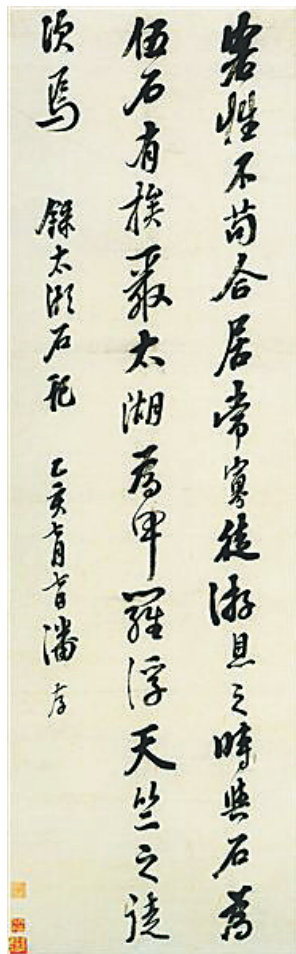 客性不苟合居常寡徒游息之時與石為
伍石有族聚太湖為甲羅浮天竺之徒
次焉 錄太湖石記 乙亥 潘存